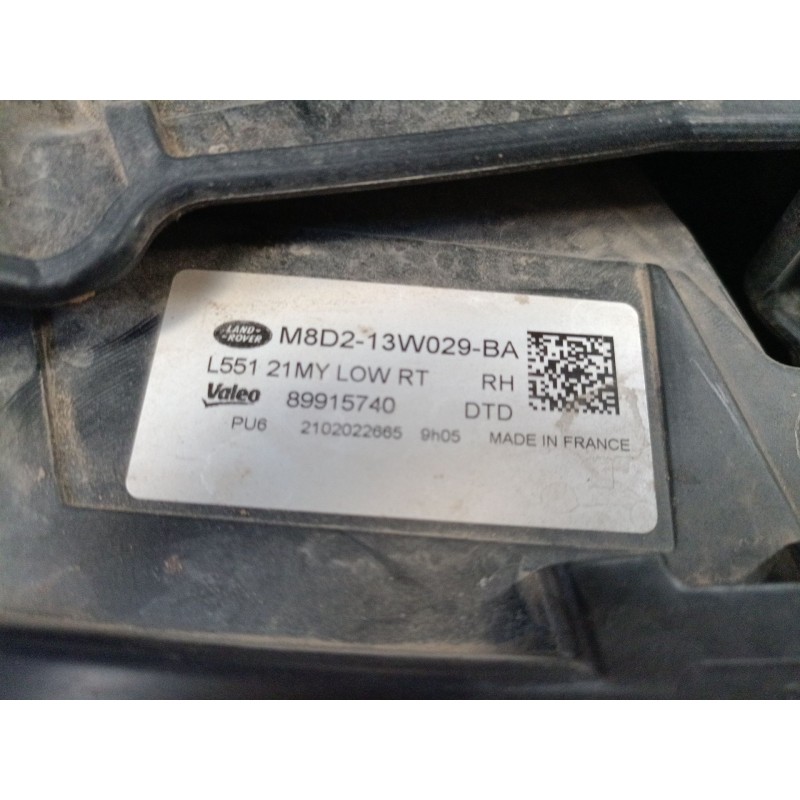 LAND-ROVER M8D2-13W029-BA
L551 21MY LOW RT RH
Valeo 89915740 DTD
PU6 2102022665 9h05 MADE IN FRANCE